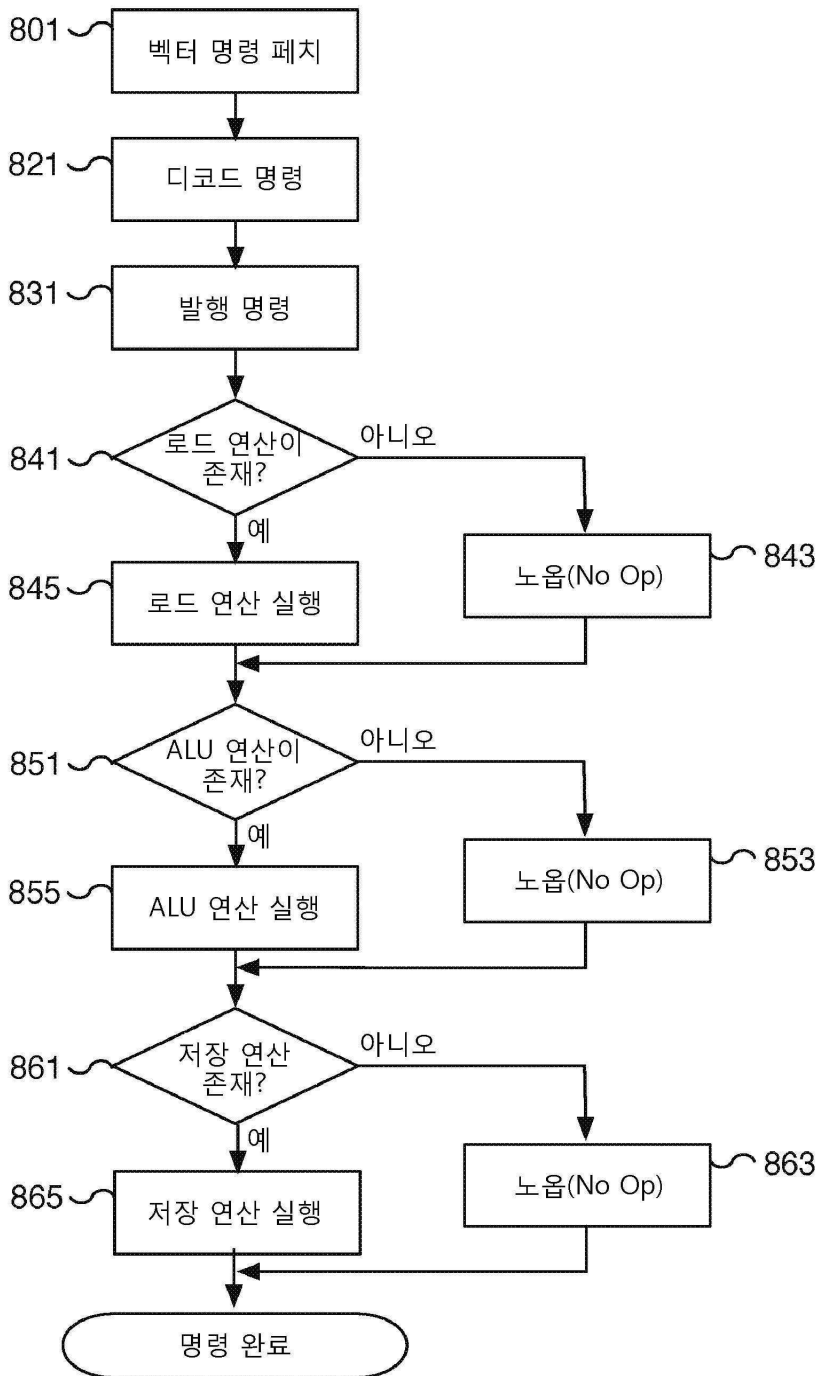 801
벡터 명령 페치
821
디코드 명령
831
발행 명령
841
로드 연산이
존재?
아니오
예
845
로드 연산 실행
노옵(No Op)
843
851
ALU 연산이
존재?
아니오
예
855
ALU 연산 실행
노옵(No Op)
853
861
저장 연산
존재?
아니오
예
865
저장 연산 실행
노옵(No Op)
863
명령 완료